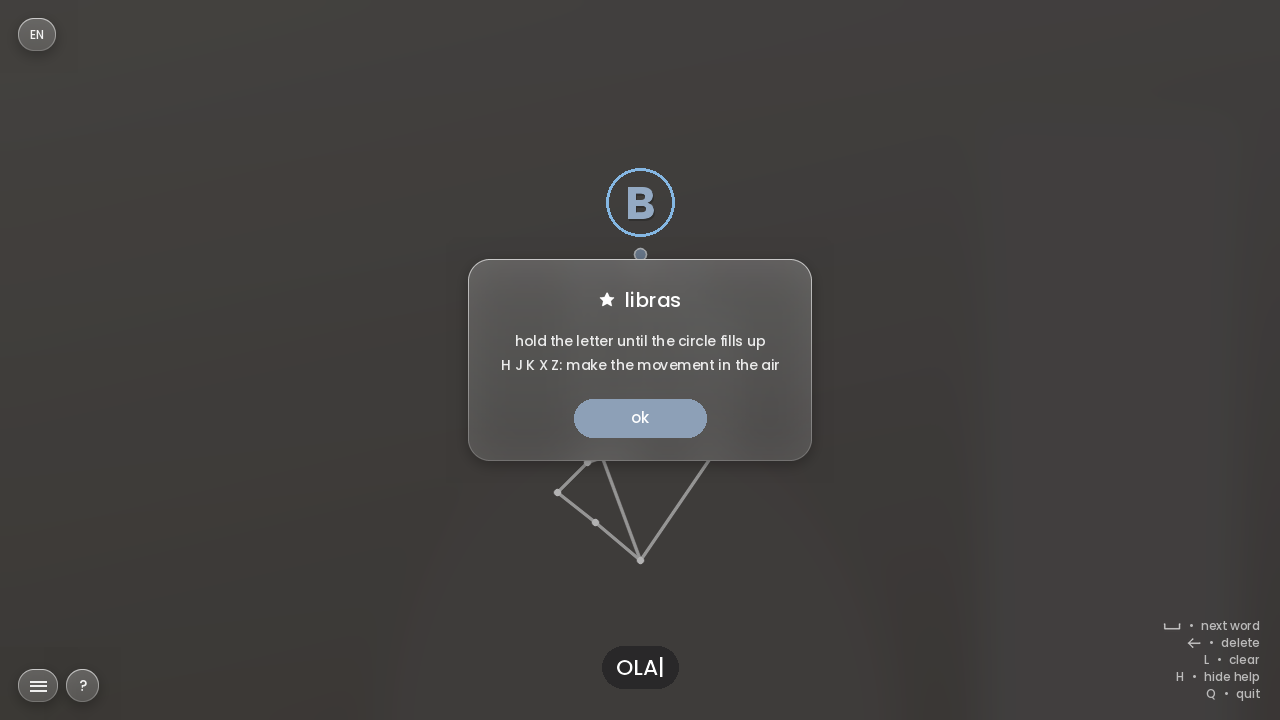 EN
B
libras
hold the letter until the circle fills up
H J K X Z: make the movement in the air
ok
OLA|
• next word
• delete
L • clear
H • hide help
Q • quit
?